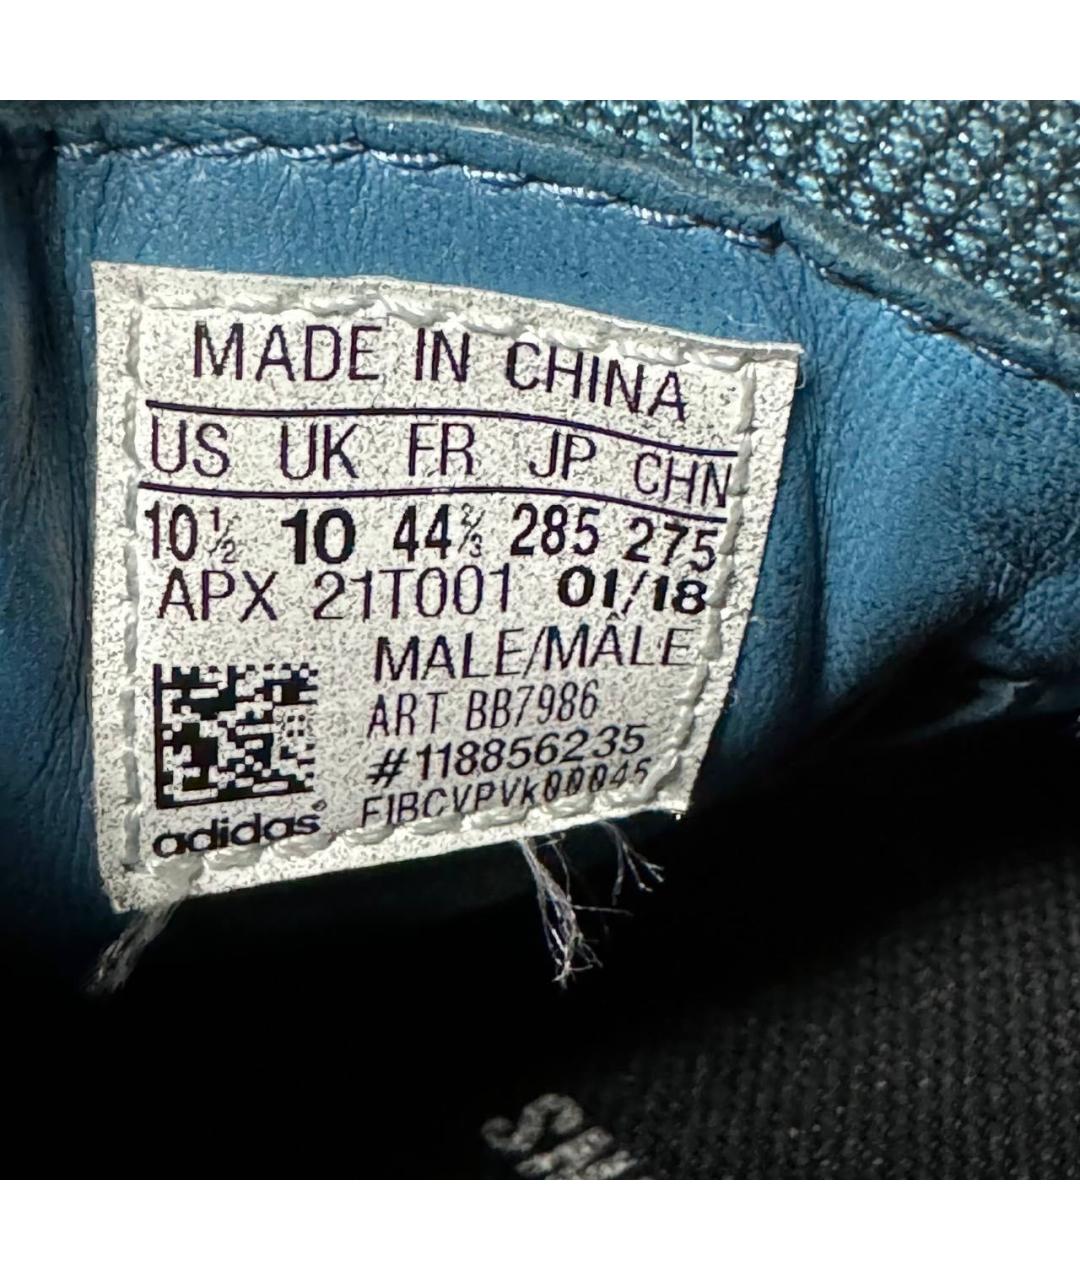 MADE IN CHINA
US UK FR JP CHN
10½ 10 44⅔ 285 275
APX 21T001 01/18
MALE/MÂLE
ART BB7986
#118856235
adidas®